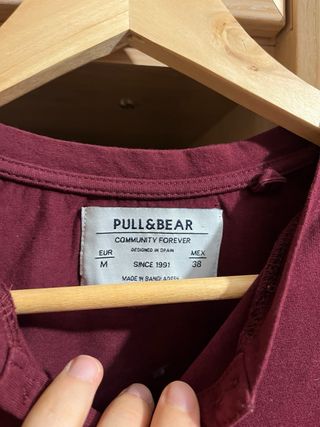 PULL&BEAR
COMMUNITY FOREVER
DESIGNED IN SPAIN
EUR MEX
M SINCE 1991 38
MADE IN BANGLADESH